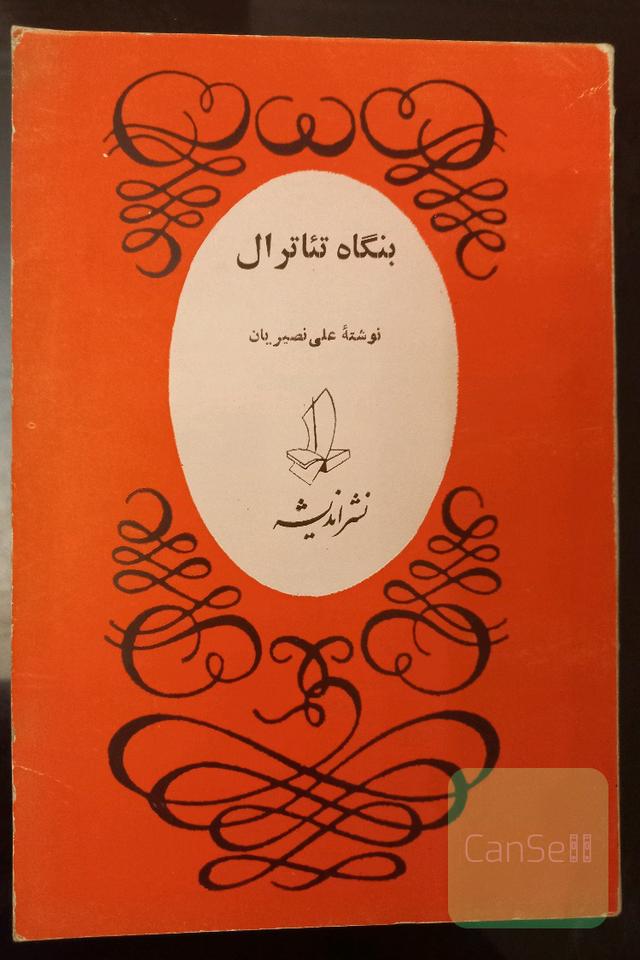 بنگاه تئاترال
نوشتهٔ علی نصیریان
نشر اندیشه
CanSell